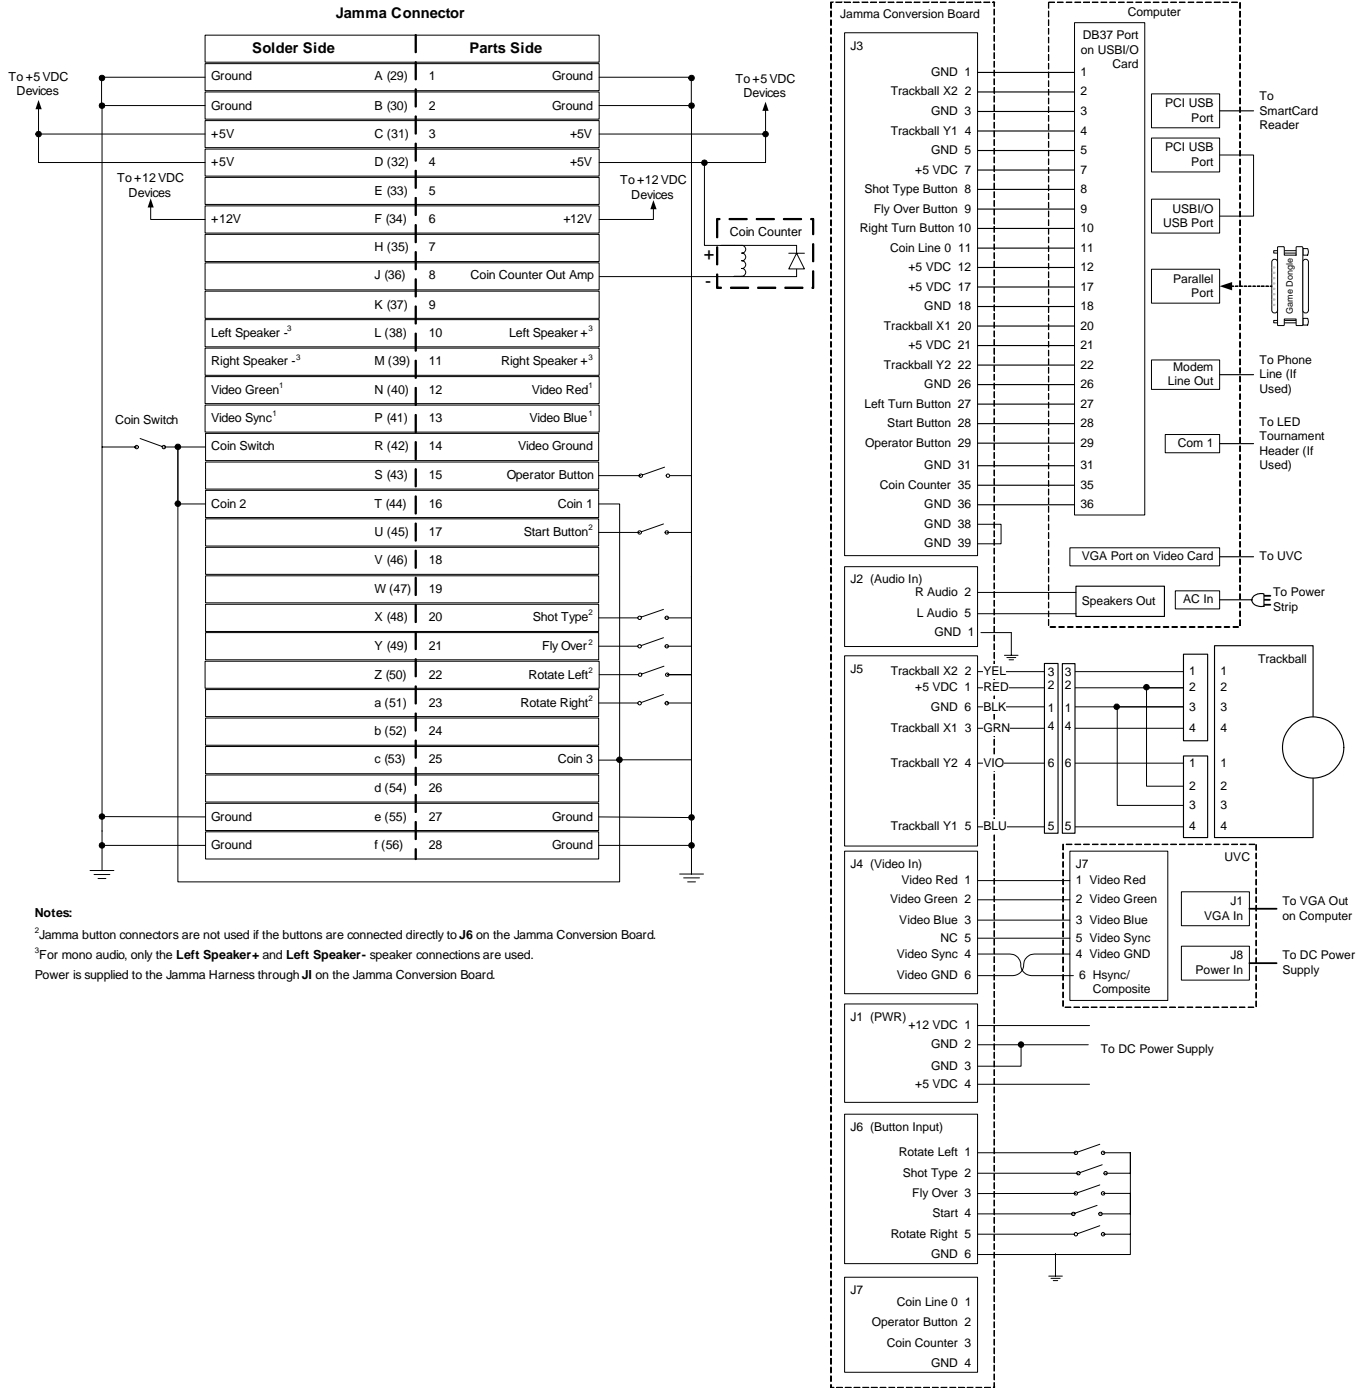 Jamma Connector
Solder Side Parts Side
To +5 VDC Devices
To +12 VDC Devices
Ground A (29) 1 Ground
Ground B (30) 2 Ground
+5V C (31) 3 +5V
+5V D (32) 4 +5V
E (33) 5
+12V F (34) 6 +12V
H (35) 7
J (36) 8 Coin Counter Out Amp
K (37) 9
Left Speaker -3 L (38) 10 Left Speaker +3
Right Speaker -3 M (39) 11 Right Speaker +3
Video Green1 N (40) 12 Video Red1
Video Sync1 P (41) 13 Video Blue1
Coin Switch
Coin Switch R (42) 14 Video Ground
S (43) 15 Operator Button
Coin 2 T (44) 16 Coin 1
U (45) 17 Start Button2
V (46) 18
W (47) 19
X (48) 20 Shot Type2
Y (49) 21 Fly Over2
Z (50) 22 Rotate Left2
a (51) 23 Rotate Right2
b (52) 24
c (53) 25 Coin 3
d (54) 26
Ground e (55) 27 Ground
Ground f (56) 28 Ground
To +5 VDC Devices
To +12 VDC Devices
Coin Counter
+
-
Notes:
2Jamma button connectors are not used if the buttons are connected directly to J6 on the Jamma Conversion Board.
3For mono audio, only the Left Speaker+ and Left Speaker- speaker connections are used.
Power is supplied to the Jamma Harness through JI on the Jamma Conversion Board.
Jamma Conversion Board
Computer
J3
DB37 Port
on USBI/O
Card
GND 1 1
Trackball X2 2 2
GND 3 3
Trackball Y1 4 4
GND 5 5
+5 VDC 7 7
Shot Type Button 8 8
Fly Over Button 9 9
Right Turn Button 10 10
Coin Line 0 11 11
+5 VDC 12 12
+5 VDC 17 17
GND 18 18
Trackball X1 20 20
+5 VDC 21 21
Trackball Y2 22 22
GND 26 26
Left Turn Button 27 27
Start Button 28 28
Operator Button 29 29
GND 31 31
Coin Counter 35 35
GND 36 36
GND 38
GND 39
PCI USB
Port
To
SmartCard
Reader
PCI USB
Port
USBI/O
USB Port
Parallel
Port
Game Dongle
Modem
Line Out
To Phone
Line (If
Used)
Com 1
To LED
Tournament
Header (If
Used)
VGA Port on Video Card
To UVC
J2 (Audio In)
R Audio 2
L Audio 5
GND 1
Speakers Out
AC In
To Power
Strip
J5
Trackball X2 2 YEL 3 3 1 1
+5 VDC 1 RED 2 2 2 2
GND 6 BLK 1 1 3 3
Trackball X1 3 GRN 4 4 4 4
Trackball Y2 4 VIO 6 6 1 1
2 2
3 3
Trackball Y1 5 BLU 5 5 4 4
Trackball
J4 (Video In)
Video Red 1
Video Green 2
Video Blue 3
NC 5
Video Sync 4
Video GND 6
UVC
J7
1 Video Red
2 Video Green
3 Video Blue
5 Video Sync
4 Video GND
6 Hsync/
Composite
J1
VGA In
To VGA Out
on Computer
J8
Power In
To DC Power
Supply
J1 (PWR)
+12 VDC 1
GND 2
GND 3
+5 VDC 4
To DC Power Supply
J6 (Button Input)
Rotate Left 1
Shot Type 2
Fly Over 3
Start 4
Rotate Right 5
GND 6
J7
Coin Line 0 1
Operator Button 2
Coin Counter 3
GND 4